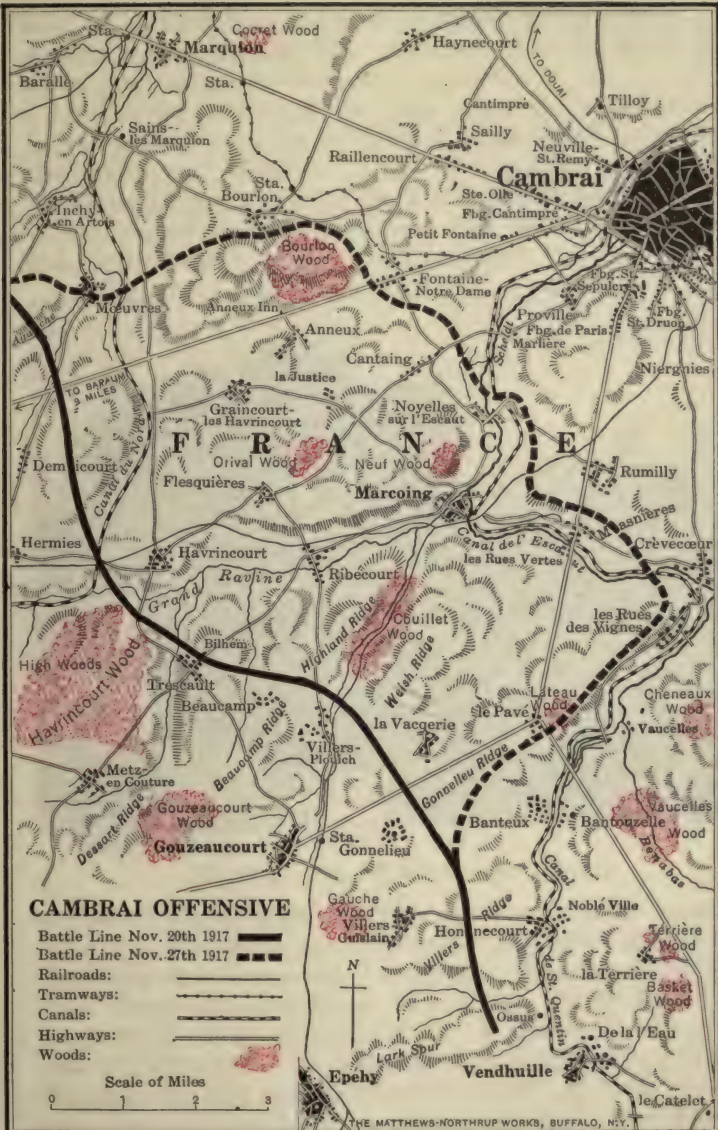 Sta.
Cocret Wood
Marquion
Haynecourt
TO DOUAI
Baralle
Sta.
Cantimpré
Tilloy
Sains-
les Marquion
Sailly
Raillencourt
Neuville-
St. Remy
Cambrai
Sta.
Bourlon
Ste. Olle
Fbg. Cantimpré
Inchy
en Artois
Petit Fontaine
Bourlon
Wood
Fontaine-
Notre Dame
Fbg. St.
Sepulcre
Mœuvres
Anneux Inn
Proville
Fbg.
St. Druon
Fbg. de Paris
Anneux
Scheldt
Marlière
Cantaing
Niergnies
TO BAPAUME
9 MILES
la Justice
Graincourt-
les Havrincourt
Noyelles
sur l'Escaut
FRANCE
Demicourt
Canal du Nord
Orival Wood
Neuf Wood
Rumilly
Flesquières
Marcoing
Masnières
Hermies
Havrincourt
Canal de l'Escaut
Crèvecœur
les Rues Vertes
Grand Ravine
Ribecourt
les Rues
des Vignes
Highland Ridge
Couillet
Wood
High Woods
Bilhem
Havrincourt Wood
Welsh Ridge
Trescault
Lateau
Wood
Cheneaux
Wood
Beaucamp
le Pavé
la Vacqerie
Vaucelles
Beaucamp Ridge
Villers-
Plouich
Metz-
en Couture
Gonnelieu Ridge
Gouzeaucourt
Wood
Vaucelles
Wood
Dessart Ridge
Banteux
Bantouzelle
Gouzeaucourt
Sta.
Gonnelieu
CAMBRAI OFFENSIVE
Canal
Gauche
Wood
Noble Ville
Battle Line Nov. 20th 1917
Villers
Guislain
Villers Ridge
Honnecourt
Battle Line Nov. 27th 1917
Terrière
Wood
Railroads:
N
de St. Quentin
la Terrière
Tramways:
Basket
Wood
Canals:
Ossus
Highways:
De la l'Eau
Woods:
Lark Spur
Scale of Miles
Epehy
Vendhuille
0 1 2 3
le Catelet
THE MATTHEWS-NORTHRUP WORKS, BUFFALO, N.Y.